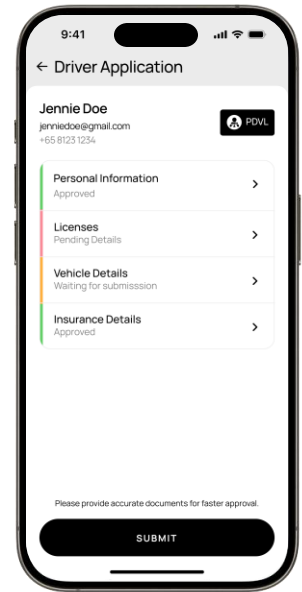 9:41
Driver Application
Jennie Doe
jenniedoe@gmail.com
PDVL
+65 8123 1234
Personal Information
Approved
Licenses
Pending Details
Vehicle Details
Waiting for submisssion
Insurance Details
Approved
Please provide accurate documents for faster approval.
SUBMIT